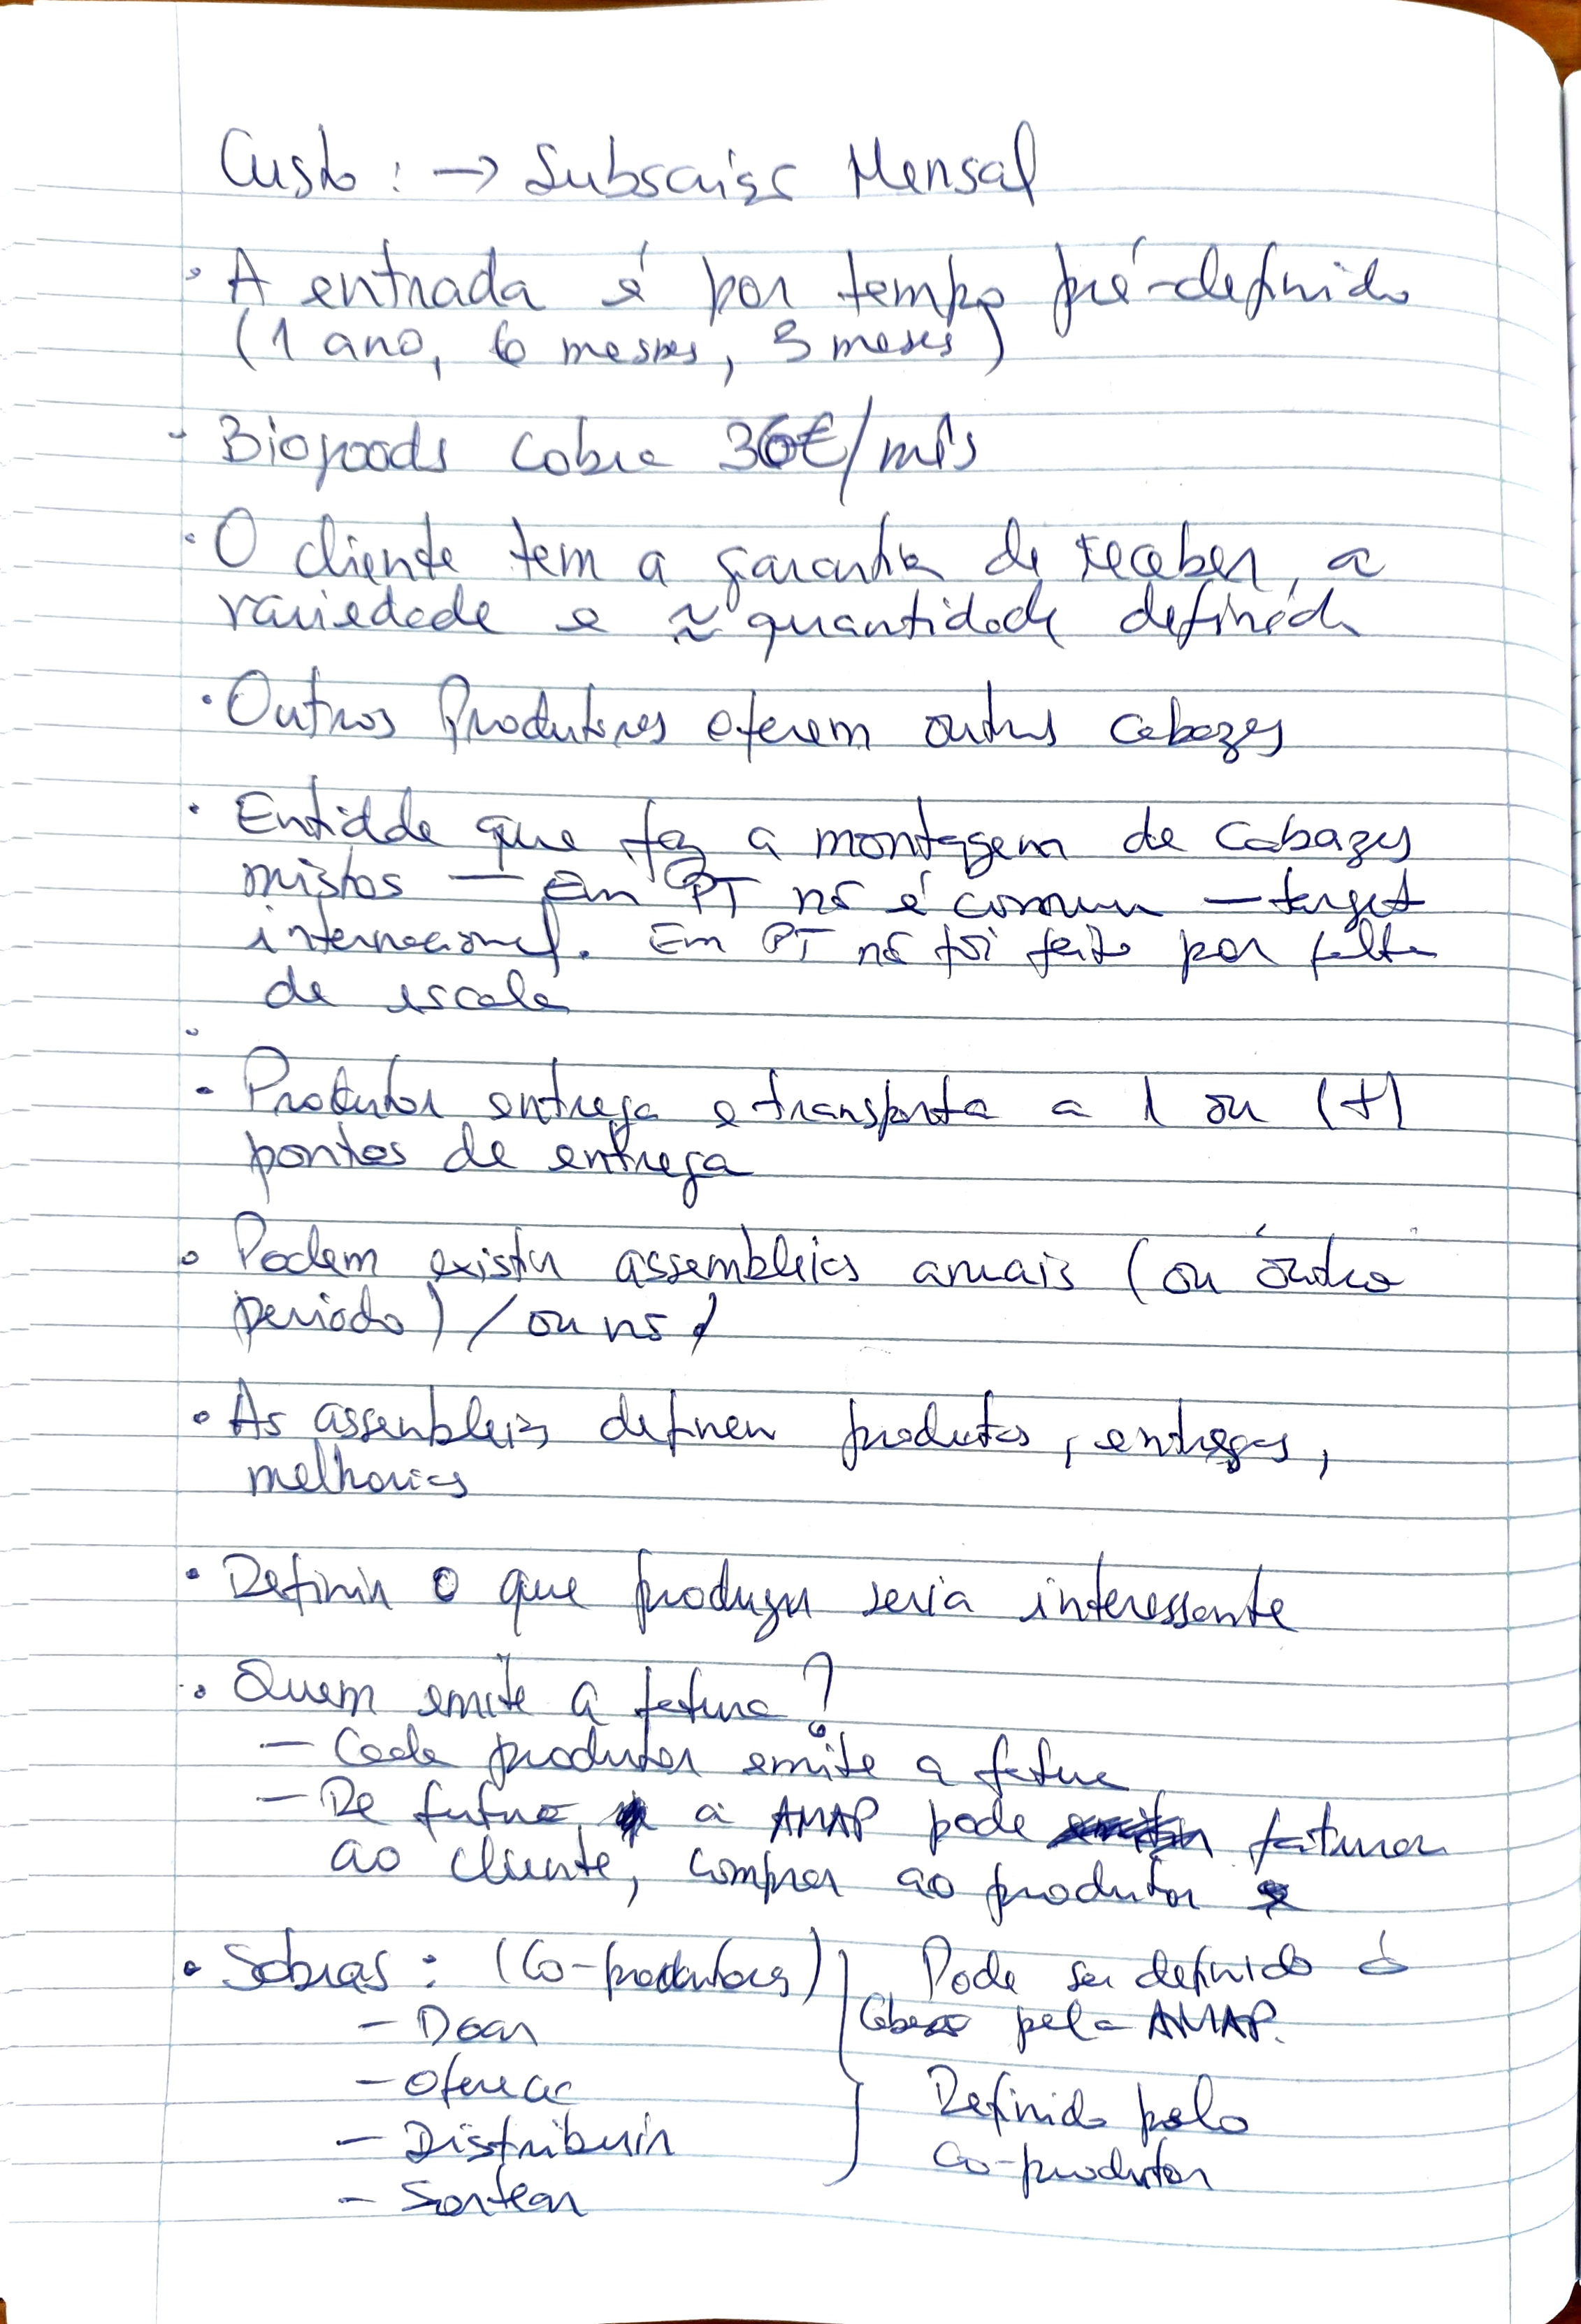 Custo : → Subscrição Mensal
· A entrada é por tempo pré-definido
(1 ano, 6 meses, 3 meses)
- Biofoods cobra 36€/mês
· O cliente tem a garantia de receber, a
variedade e ≈ quantidade definida
· Outros Produtores oferem outros cabazes
· Entidade que faz a montagem de cabazes
mistos — Em PT nõ é comum — target
internacional. Em PT nõ foi feito por falta
de escala
- Produtor entrega e transporta a 1 ou (+)
pontos de entrega
· Podem existir assembleias anuais (ou outro
período) / ou nõ /
· As assembleias definem produtos, entregas,
melhorias
· Definir o que produzir seria interessante
· Quem emite a fatura?
— Cada produtor emite a fatura
— De futuro, a AMAP pode faturar
ao cliente, comprar ao produtor
· Sobras : (Co-produtores) } Pode ser definido à
- Doar cabeça pela AMAP.
- Oferecer Definido pelo
- Distribuir Co-produtor
- Sortear